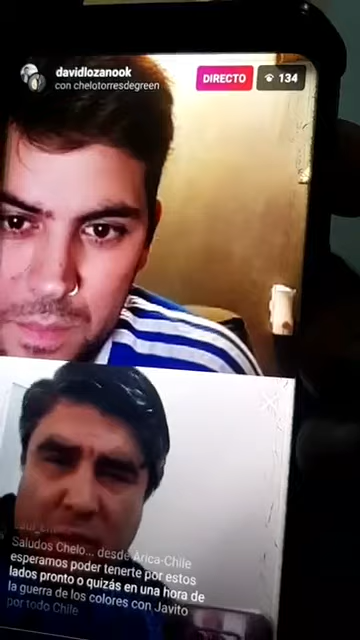 davidlozanook
con chelotorresdegreen
DIRECTO
134
Saludos Chelo... desde Arica-Chile
esperamos poder tenerte por estos
lados pronto o quizás en una hora de
la guerra de los colores con Javito
por todo Chile